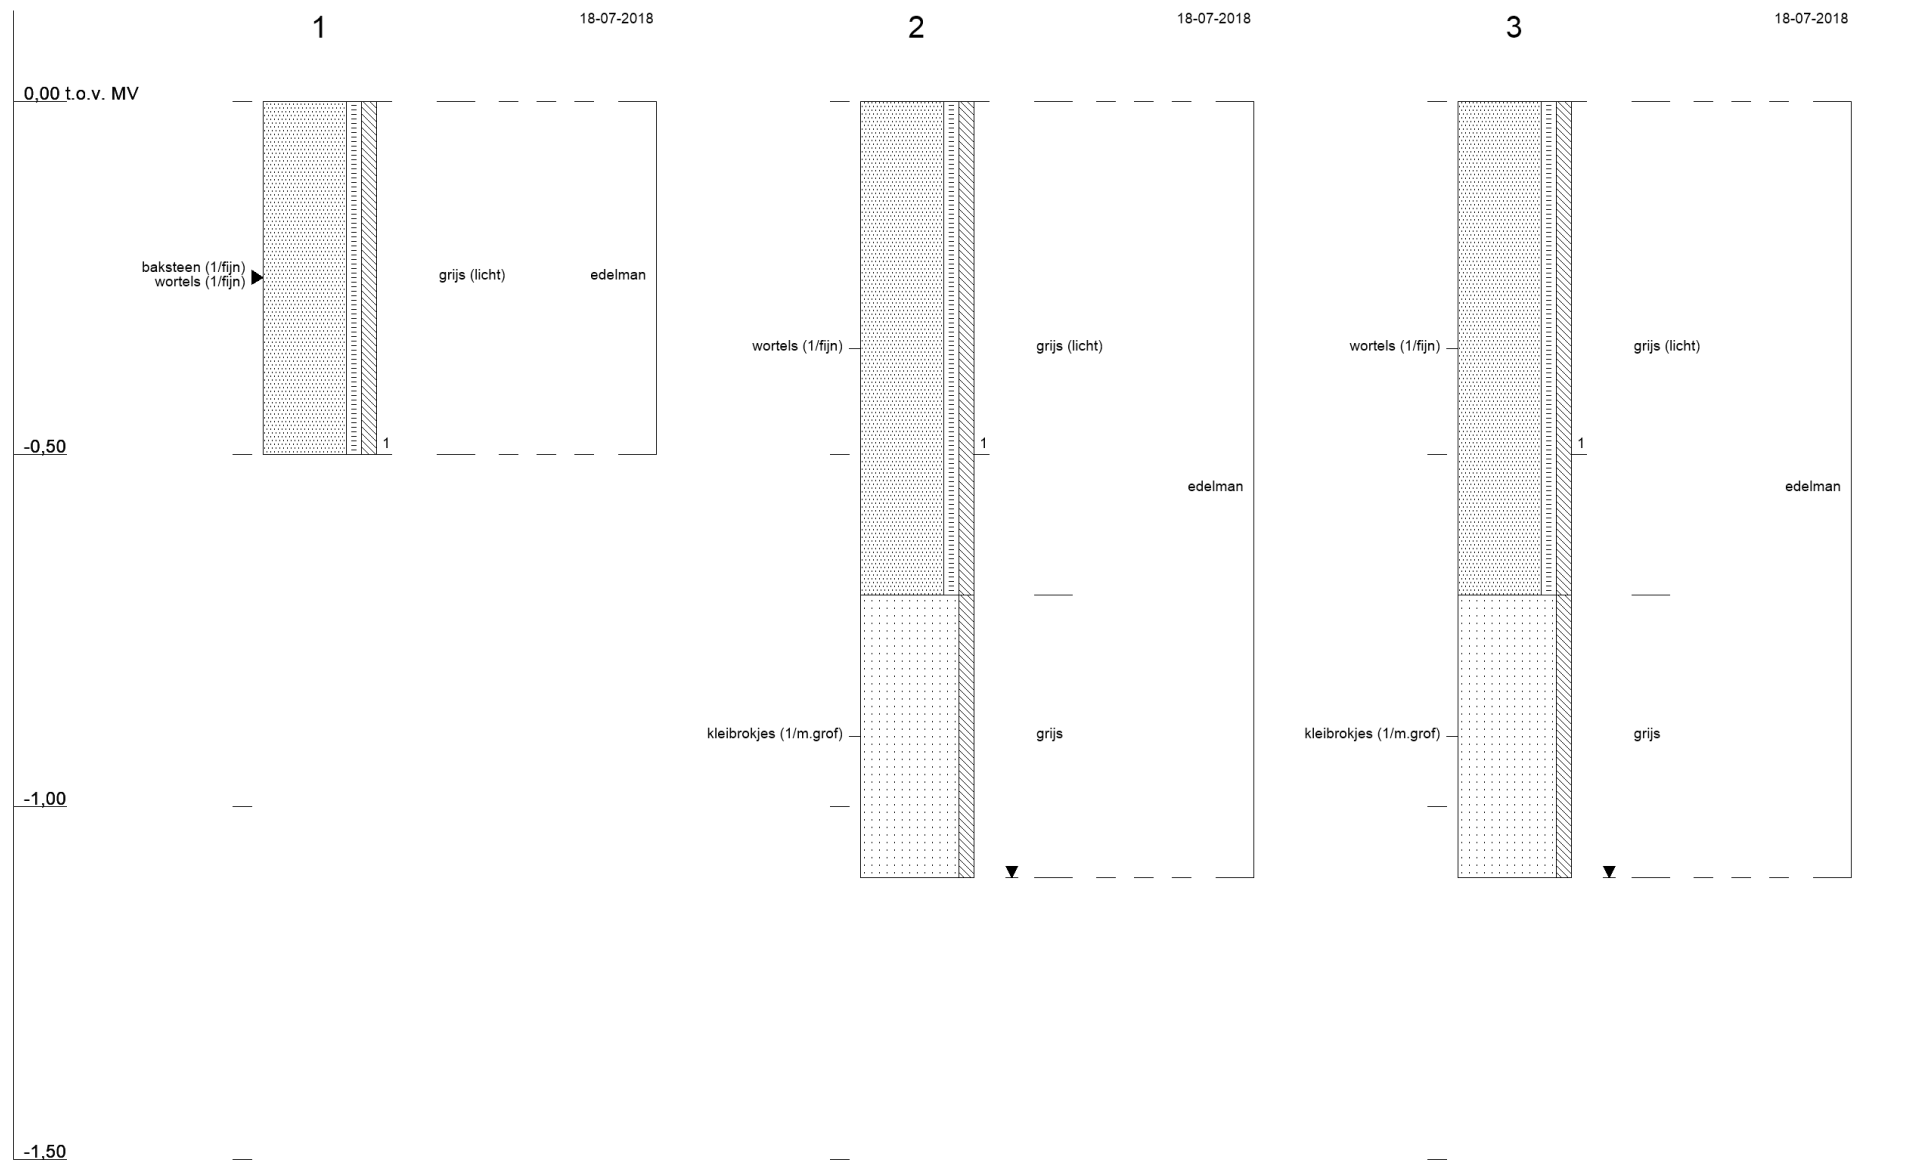 1
18-07-2018
2
18-07-2018
3
18-07-2018
0,00 t.o.v. MV
baksteen (1/fijn)
wortels (1/fijn)
grijs (licht)
edelman
wortels (1/fijn)
grijs (licht)
wortels (1/fijn)
grijs (licht)
-0,50
1
1
1
edelman
edelman
kleibrokjes (1/m.grof)
grijs
kleibrokjes (1/m.grof)
grijs
-1,00
-1,50